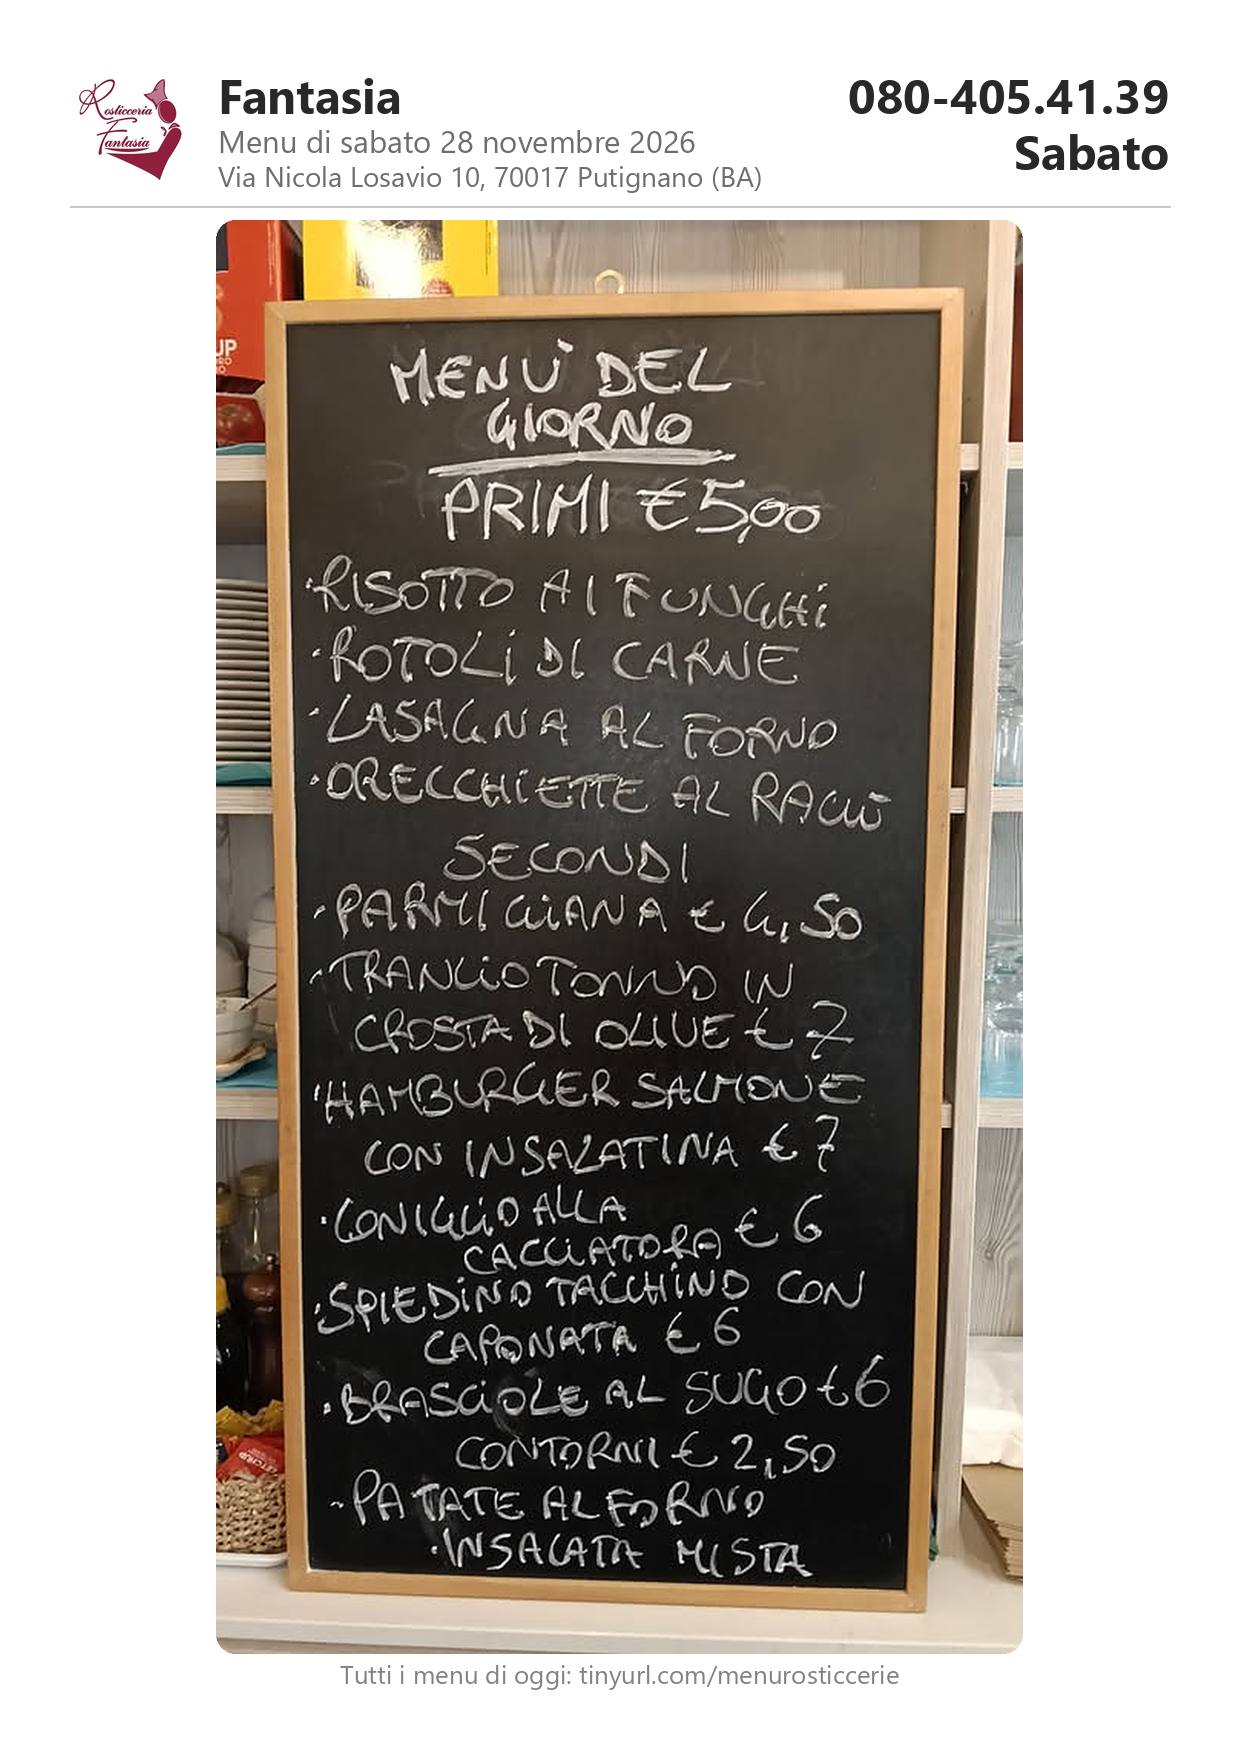 Rosticceria
Fantasia
Fantasia
Menu di sabato 28 novembre 2026
Via Nicola Losavio 10, 70017 Putignano (BA)
080-405.41.39
Sabato
UP
MENÙ DEL
GIORNO
PRIMI € 5,00
·RISOTTO AI FUNGHi
·ROTOLi DI CARNE
·LASAGNA AL FORNO
·ORECCHiETTE AL RAGÙ
SECONDI
-PARMIGIANA € 4,50
-TRANCiO TONNO IN
CROSTA DI OLIVE € 7
'HAMBURGER SALMONE
CON INSALATINA € 7
·CONIGLiO ALLA
CACCIATORA € 6
·SPIEDiNO TACCHiNO CON
CAPONATA € 6
·BRASCiOLE AL SUGO € 6
CONTORNI € 2,50
-PATATE AL FORNO
·INSALATA MISTA
KETCHUP
Tutti i menu di oggi: tinyurl.com/menurosticcerie